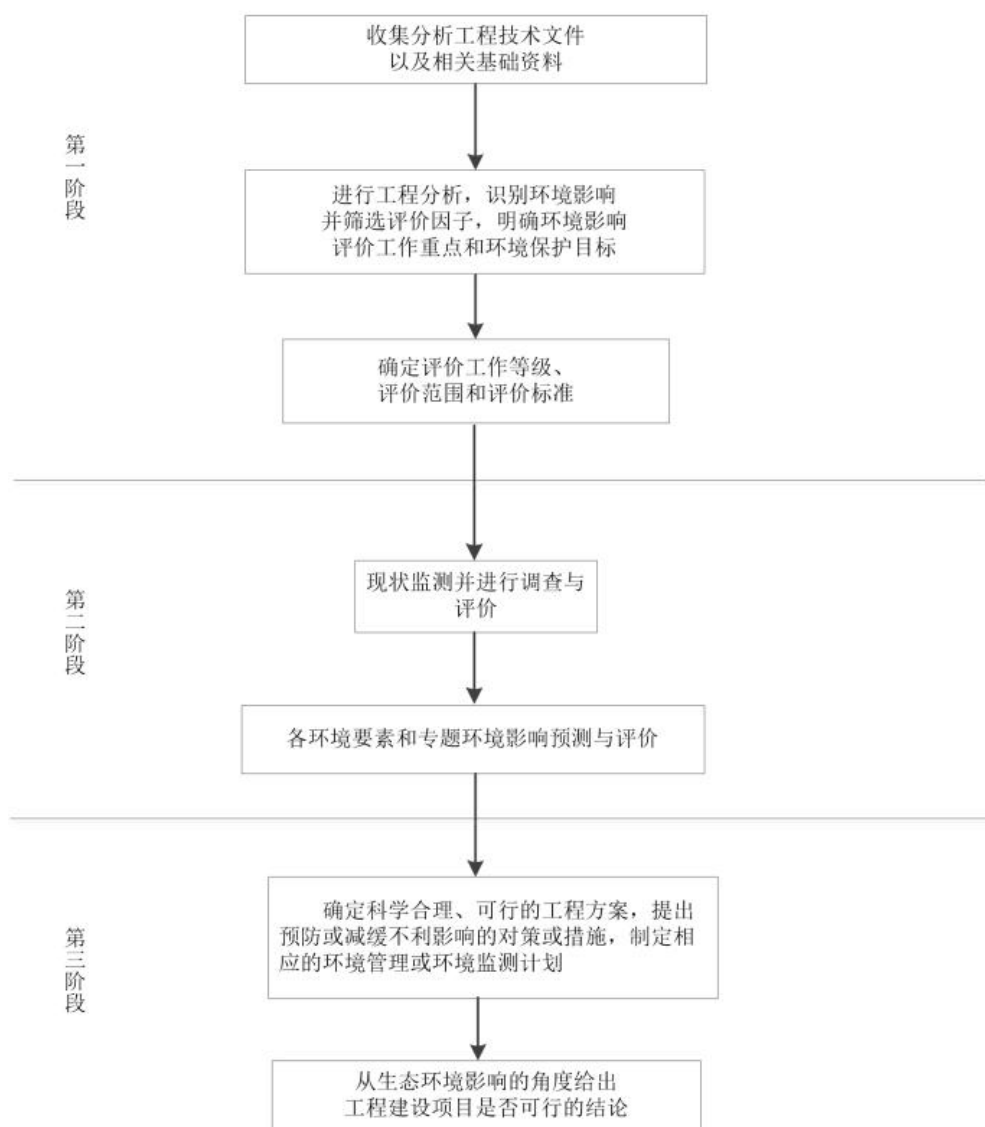 收集分析工程技术文件
以及相关基础资料
第一阶段
进行工程分析，识别环境影响
并筛选评价因子，明确环境影响
评价工作重点和环境保护目标
确定评价工作等级、
评价范围和评价标准
现状监测并进行调查与
评价
第二阶段
各环境要素和专题环境影响预测与评价
确定科学合理、可行的工程方案，提出
预防或减缓不利影响的对策或措施，制定相
应的环境管理或环境监测计划
第三阶段
从生态环境影响的角度给出
工程建设项目是否可行的结论